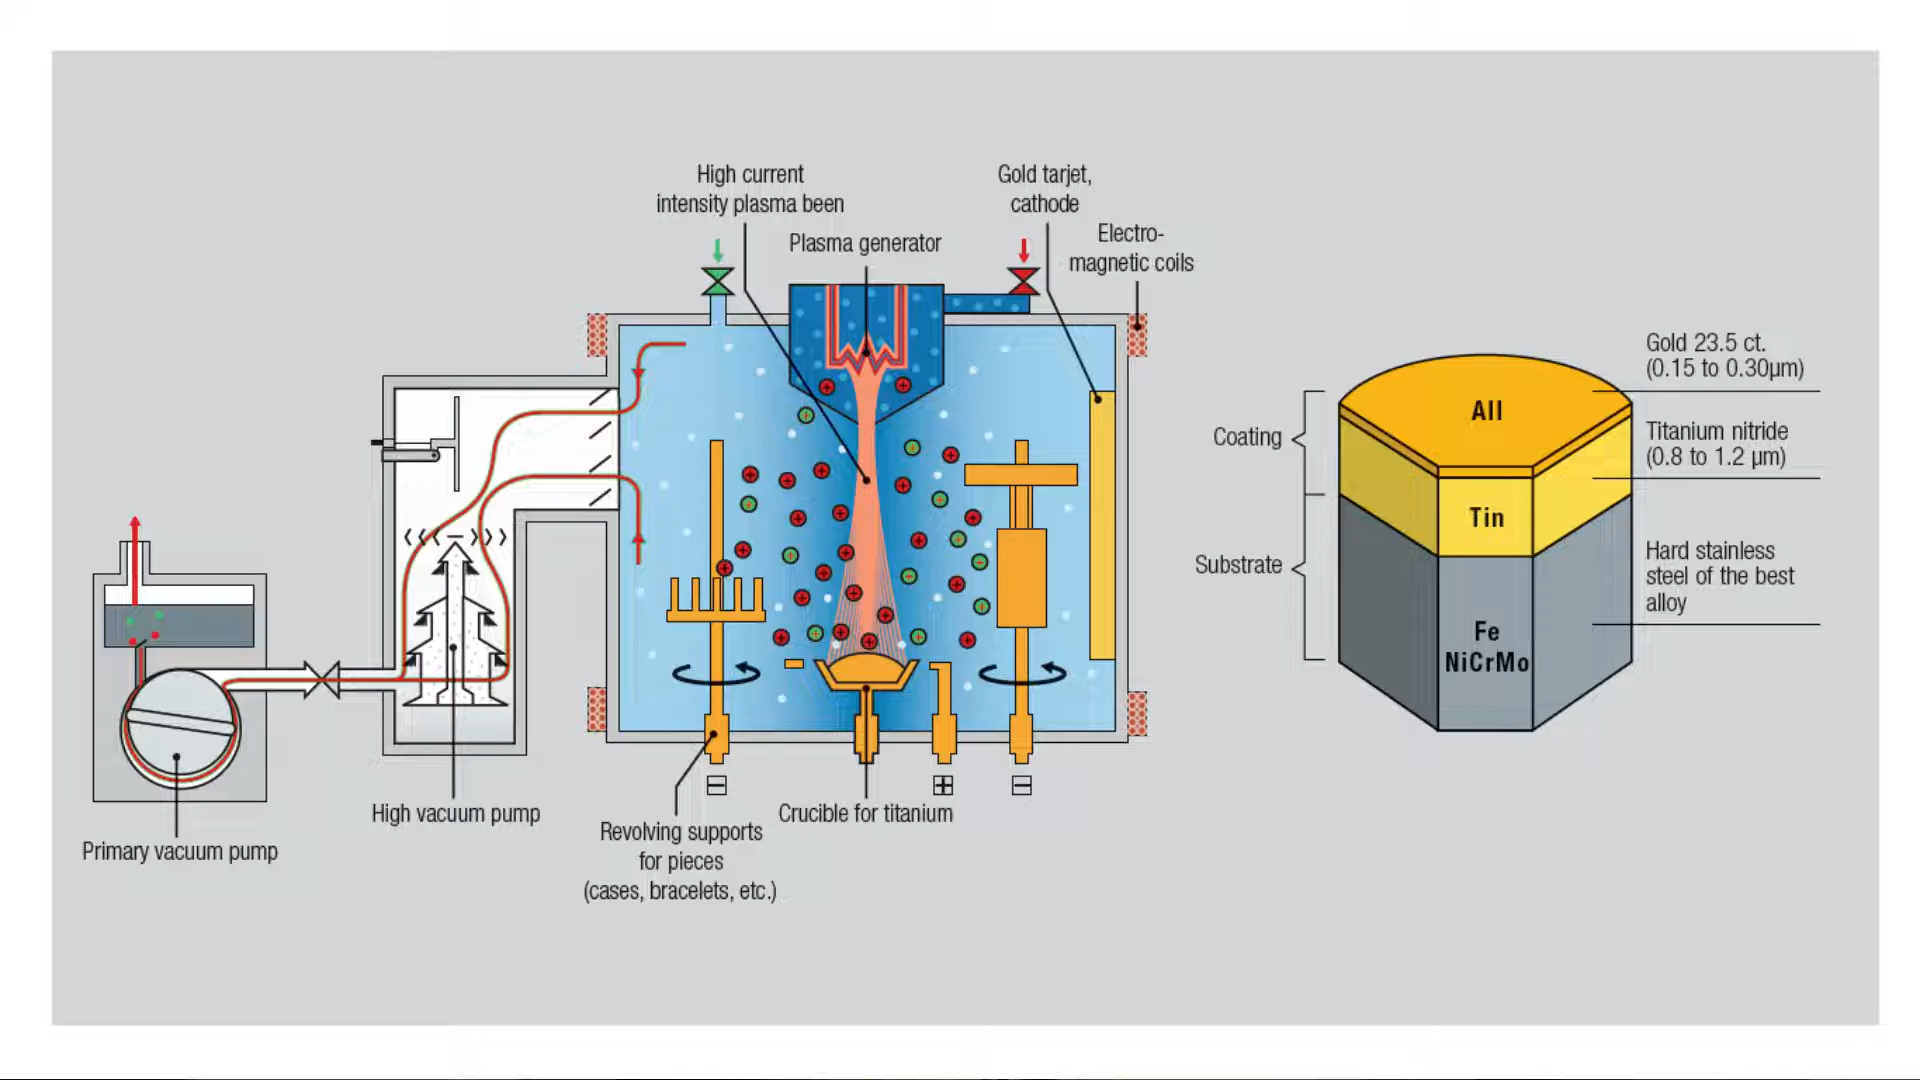 High current
intensity plasma been
Plasma generator
Gold tarjet,
cathode
Electro-
magnetic coils
Primary vacuum pump
High vacuum pump
Revolving supports
for pieces
(cases, bracelets, etc.)
Crucible for titanium
Coating
Substrate
All
Tin
Fe
NiCrMo
Gold 23.5 ct.
(0.15 to 0.30µm)
Titanium nitride
(0.8 to 1.2 µm)
Hard stainless
steel of the best
alloy